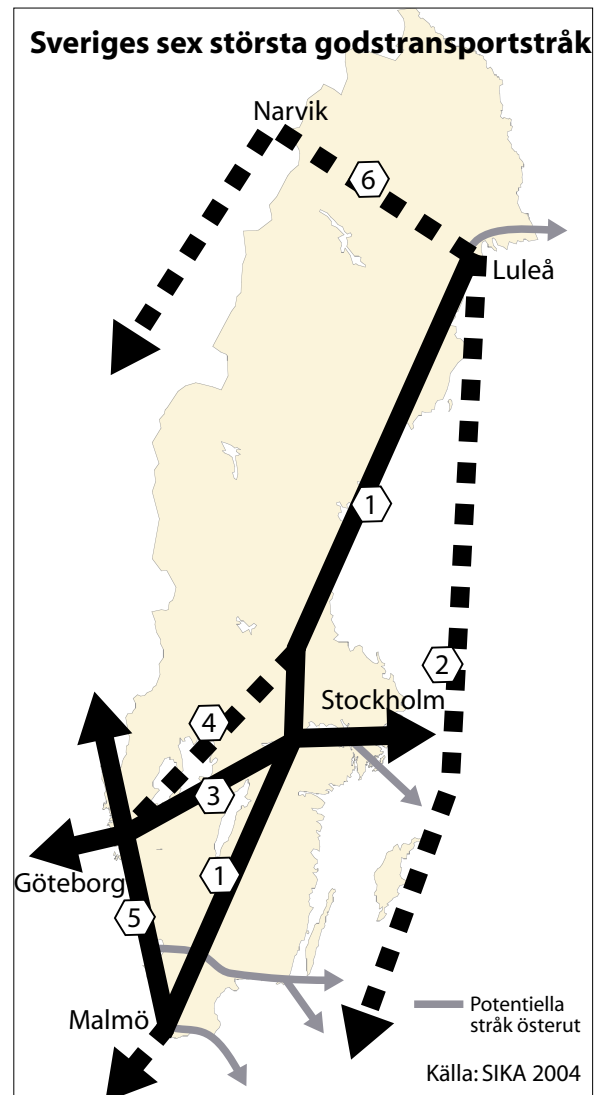 Sveriges sex största godstransportstråk
Narvik
6
Luleå
1
2
Stockholm
4
3
Göteborg
1
5
Malmö
Potentiella
stråk österut
Källa: SIKA 2004